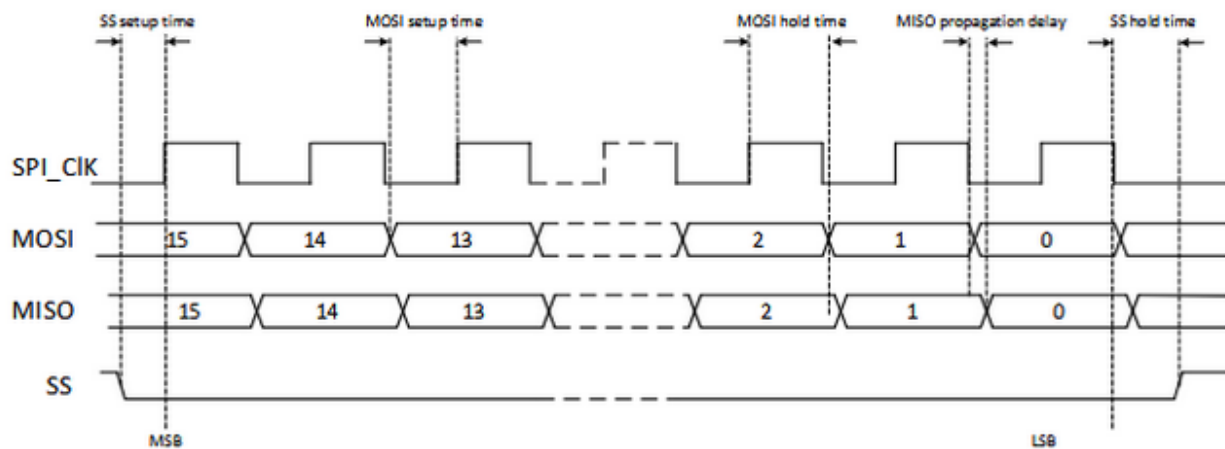 SS setup time MOSI setup time MOSI hold time MISO propagation delay SS hold time
SPI_ClK
MOSI 15 14 13 2 1 0
MISO 15 14 13 2 1 0
SS
MSB LSB